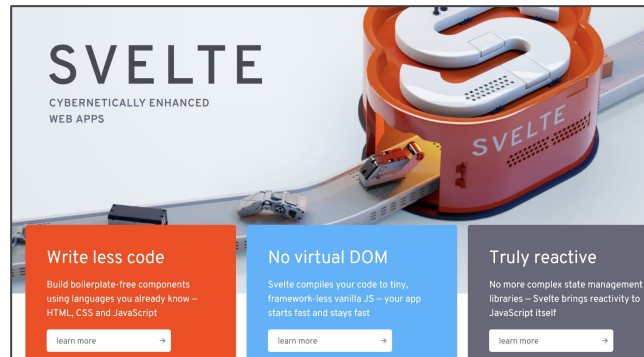 SVELTE
CYBERNETICALLY ENHANCED
WEB APPS
SVELTE
Write less code
Build boilerplate-free components
using languages you already know –
HTML, CSS and JavaScript
learn more →
No virtual DOM
Svelte compiles your code to tiny,
framework-less vanilla JS – your app
starts fast and stays fast
learn more →
Truly reactive
No more complex state management
libraries – Svelte brings reactivity to
JavaScript itself
learn more →